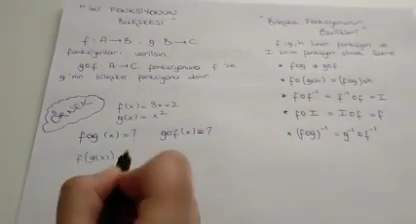 "İKİ FONKSİYONUN
BİLEŞKESİ"
f: A→B, g: B→C
fonksiyonları verilsin.
gof: A→C fonksiyonuna f ve
g'nin bileşke fonksiyonu denir.
ÖRNEK
f(x) = 3x+2
g(x) = x²
fog(x) = ? gof(x) = ?
f(g(x))
"Bileşke Fonksiyonunun
Özellikleri"
f, g, h birer fonksiyon ve
I birim fonksiyon olmak üzere
* fog ≠ gof
* fo(goh) = (fog)oh
* fof⁻¹ = f⁻¹of = I
* foI = Iof = f
* (fog)⁻¹ = g⁻¹of⁻¹